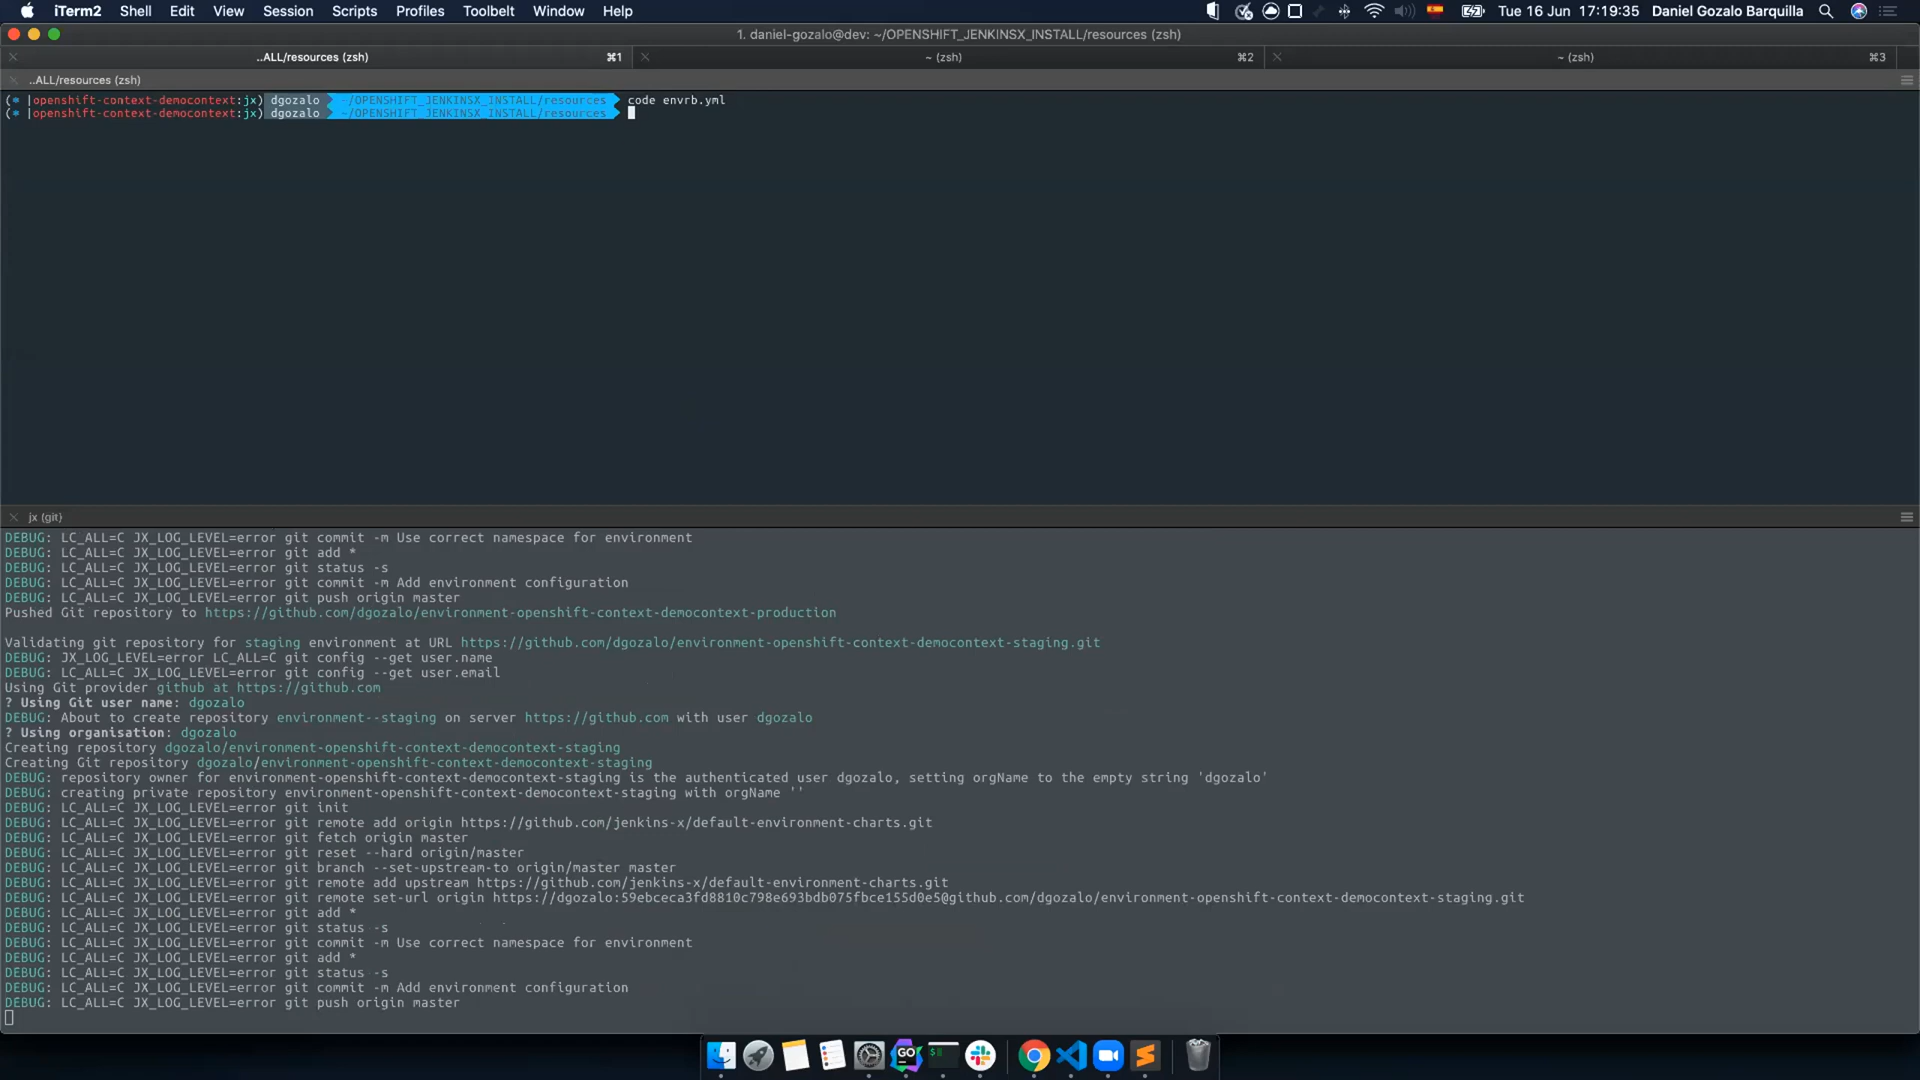 iTerm2 Shell Edit View Session Scripts Profiles Toolbelt Window Help Tue 16 Jun 17:19:35 Daniel Gozalo Barquilla
1. daniel-gozalo@dev: ~/OPENSHIFT_JENKINSX_INSTALL/resources (zsh)
..ALL/resources (zsh) ⌘1 ~ (zsh) ⌘2 ~ (zsh) ⌘3
..ALL/resources (zsh)
(* |openshift-context-democontext:jx) dgozalo ~/OPENSHIFT_JENKINSX_INSTALL/resources code envrb.yml
(* |openshift-context-democontext:jx) dgozalo ~/OPENSHIFT_JENKINSX_INSTALL/resources
jx (git)
DEBUG: LC_ALL=C JX_LOG_LEVEL=error git commit -m Use correct namespace for environment
DEBUG: LC_ALL=C JX_LOG_LEVEL=error git add *
DEBUG: LC_ALL=C JX_LOG_LEVEL=error git status -s
DEBUG: LC_ALL=C JX_LOG_LEVEL=error git commit -m Add environment configuration
DEBUG: LC_ALL=C JX_LOG_LEVEL=error git push origin master
Pushed Git repository to https://github.com/dgozalo/environment-openshift-context-democontext-production
Validating git repository for staging environment at URL https://github.com/dgozalo/environment-openshift-context-democontext-staging.git
DEBUG: JX_LOG_LEVEL=error LC_ALL=C git config --get user.name
DEBUG: JX_LOG_LEVEL=error LC_ALL=C git config --get user.email
Using Git provider github at https://github.com
? Using Git user name: dgozalo
DEBUG: About to create repository environment--staging on server https://github.com with user dgozalo
? Using organisation: dgozalo
Creating repository dgozalo/environment-openshift-context-democontext-staging
Creating Git repository dgozalo/environment-openshift-context-democontext-staging
DEBUG: repository owner for environment-openshift-context-democontext-staging is the authenticated user dgozalo, setting orgName to the empty string 'dgozalo'
DEBUG: creating private repository environment-openshift-context-democontext-staging with orgName ''
DEBUG: LC_ALL=C JX_LOG_LEVEL=error git init
DEBUG: LC_ALL=C JX_LOG_LEVEL=error git remote add origin https://github.com/jenkins-x/default-environment-charts.git
DEBUG: LC_ALL=C JX_LOG_LEVEL=error git fetch origin master
DEBUG: LC_ALL=C JX_LOG_LEVEL=error git reset --hard origin/master
DEBUG: LC_ALL=C JX_LOG_LEVEL=error git branch --set-upstream-to origin/master master
DEBUG: LC_ALL=C JX_LOG_LEVEL=error git remote add upstream https://github.com/jenkins-x/default-environment-charts.git
DEBUG: LC_ALL=C JX_LOG_LEVEL=error git remote set-url origin https://dgozalo:59ebceca3fd8810c798e693bdb075fbce155d0e5@github.com/dgozalo/environment-openshift-context-democontext-staging.git
DEBUG: LC_ALL=C JX_LOG_LEVEL=error git add *
DEBUG: LC_ALL=C JX_LOG_LEVEL=error git status -s
DEBUG: LC_ALL=C JX_LOG_LEVEL=error git commit -m Use correct namespace for environment
DEBUG: LC_ALL=C JX_LOG_LEVEL=error git add *
DEBUG: LC_ALL=C JX_LOG_LEVEL=error git status -s
DEBUG: LC_ALL=C JX_LOG_LEVEL=error git commit -m Add environment configuration
DEBUG: LC_ALL=C JX_LOG_LEVEL=error git push origin master
GO